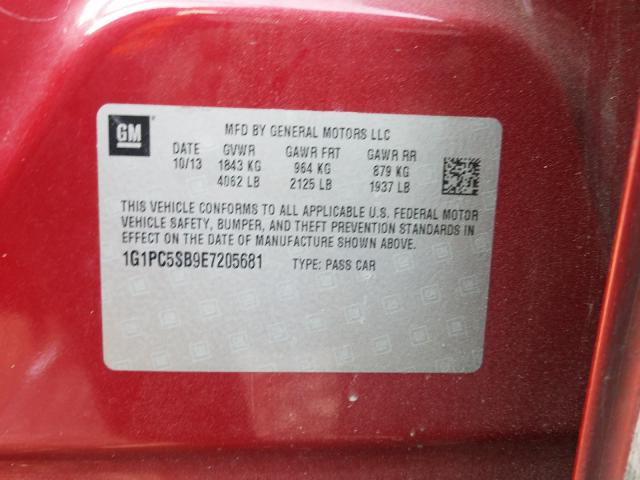 GM
MFD BY GENERAL MOTORS LLC
DATE GVWR GAWR FRT GAWR RR
10/13 1843 KG 964 KG 879 KG
4062 LB 2125 LB 1937 LB
THIS VEHICLE CONFORMS TO ALL APPLICABLE U.S. FEDERAL MOTOR
VEHICLE SAFETY, BUMPER, AND THEFT PREVENTION STANDARDS IN
EFFECT ON THE DATE OF MANUFACTURE SHOWN ABOVE.
1G1PC5SB9E7205681 TYPE: PASS CAR